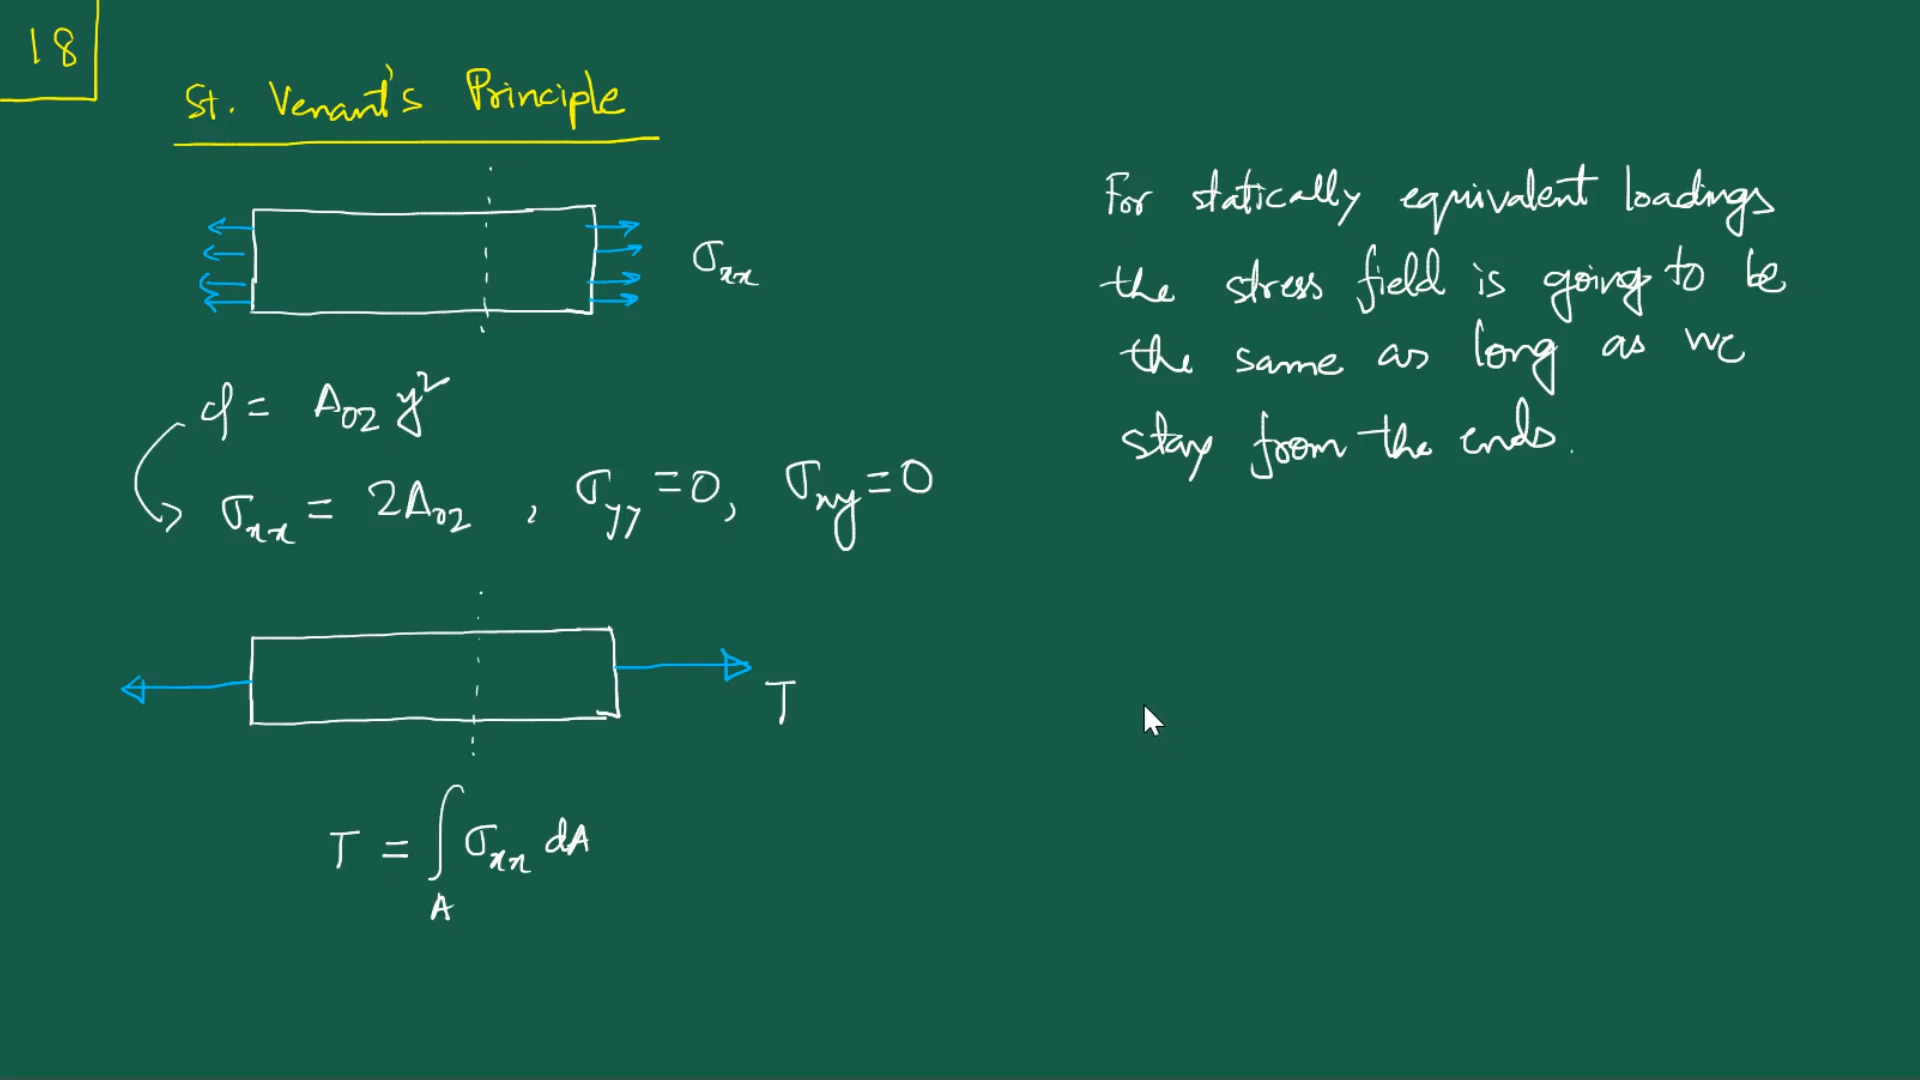 18
St. Venant's Principle
σxx
φ = A02 y²
σxx = 2A02 , σyy = 0, σxy = 0
T
T = ∫A σxx dA
For statically equivalent loadings
the stress field is going to be
the same as long as we
stay from the ends.